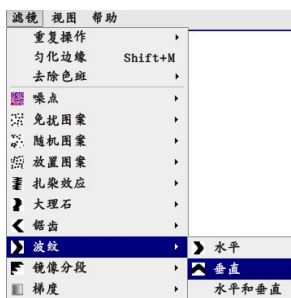 滤镜 视图 帮助
重复操作
匀化边缘 Shift+M
去除色斑
噪点
免扰图案
随机图案
放置图案
扎染效应
大理石
锯齿
波纹
水平
镜像分段
垂直
梯度
水平和垂直